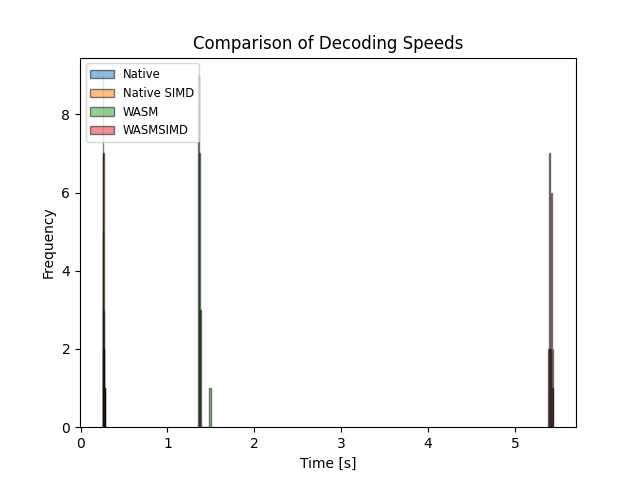 Comparison of Decoding Speeds
Native
Native SIMD
WASM
WASMSIMD
Frequency
8
6
4
2
0
0 1 2 3 4 5
Time [s]